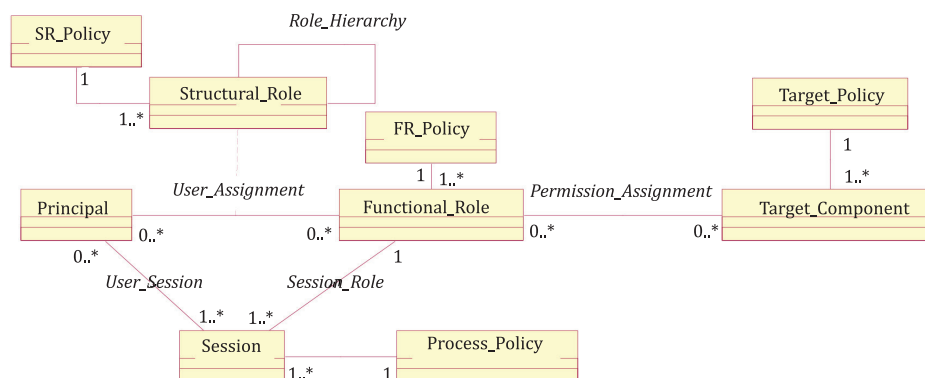 Role_Hierarchy
SR_Policy
1
Structural_Role
1..*
Target_Policy
FR_Policy
1
1 1..*
User_Assignment
Permission_Assignment
1..*
Principal
Functional_Role
Target_Component
0..*
0..*
0..*
0..*
0..*
1
User_Session
Session_Role
1..*
1..*
Session
Process_Policy
1..*
1